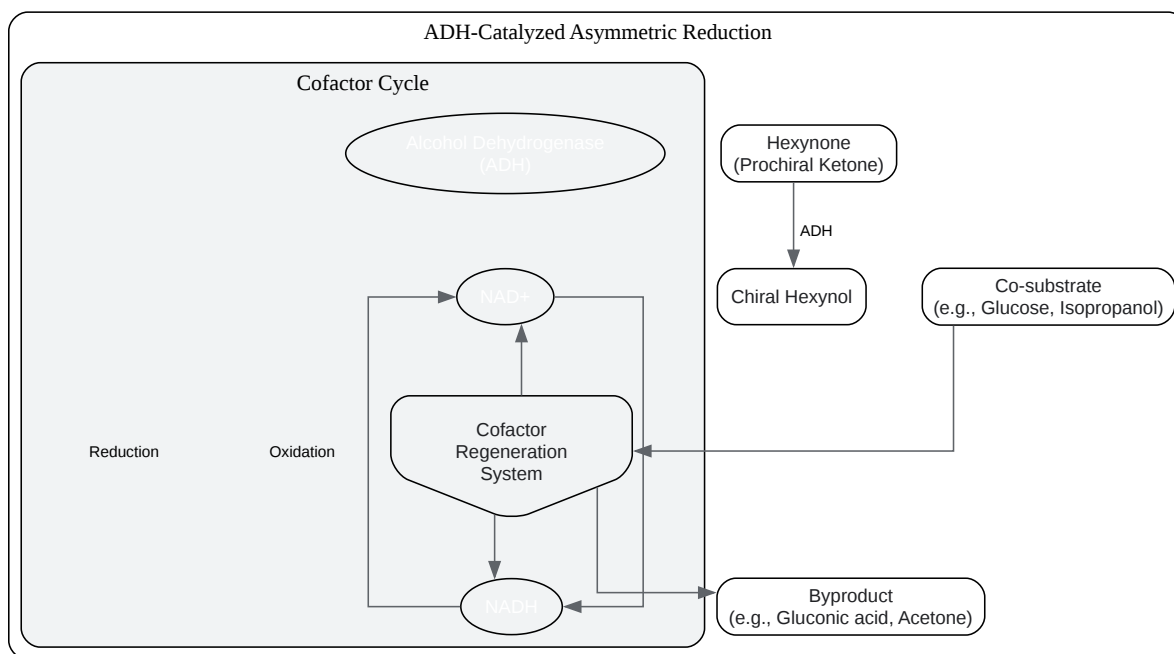 ADH-Catalyzed Asymmetric Reduction
Cofactor Cycle
Alcohol Dehydrogenase
(ADH)
Hexynone
(Prochiral Ketone)
ADH
NAD+
Chiral Hexynol
Co-substrate
(e.g., Glucose, Isopropanol)
Reduction
Oxidation
Cofactor
Regeneration
System
NADH
Byproduct
(e.g., Gluconic acid, Acetone)